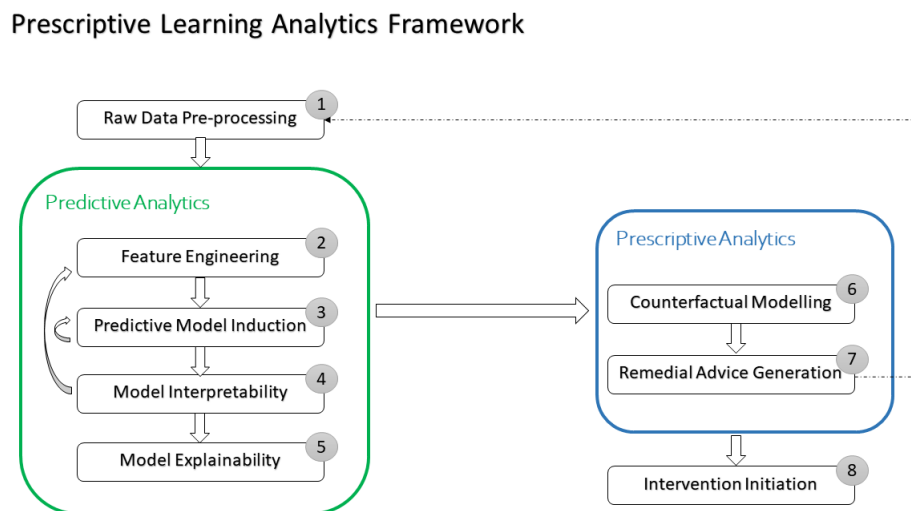 Prescriptive Learning Analytics Framework
1
Raw Data Pre-processing
Predictive Analytics
2
Feature Engineering
3
Predictive Model Induction
4
Model Interpretability
5
Model Explainability
Prescriptive Analytics
6
Counterfactual Modelling
7
Remedial Advice Generation
8
Intervention Initiation